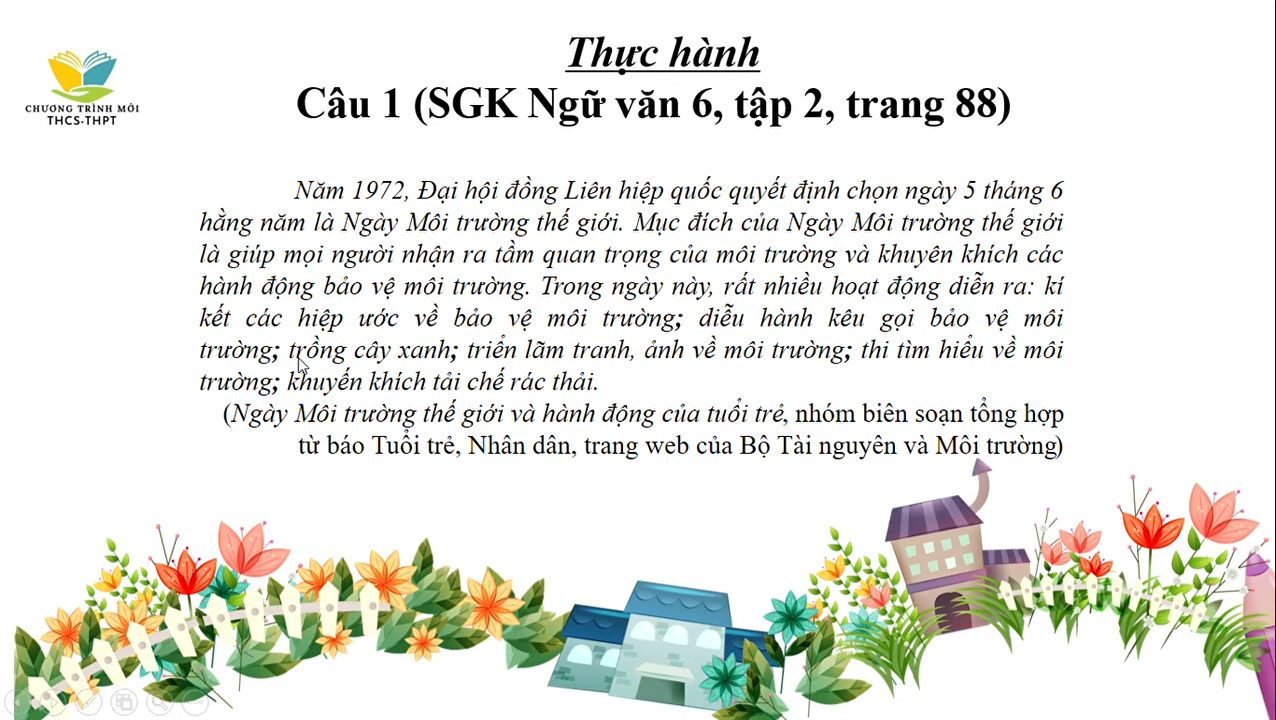 CHƯƠNG TRÌNH MỚI
THCS-THPT
Thực hành
Câu 1 (SGK Ngữ văn 6, tập 2, trang 88)
Năm 1972, Đại hội đồng Liên hiệp quốc quyết định chọn ngày 5 tháng 6
hằng năm là Ngày Môi trường thế giới. Mục đích của Ngày Môi trường thế giới
là giúp mọi người nhận ra tầm quan trọng của môi trường và khuyên khích các
hành động bảo vệ môi trường. Trong ngày này, rất nhiều hoạt động diễn ra: kí
kết các hiệp ước về bảo vệ môi trường; diễu hành kêu gọi bảo vệ môi
trường; trồng cây xanh; triển lãm tranh, ảnh về môi trường; thi tìm hiểu về môi
trường; khuyến khích tải chế rác thải.
(Ngày Môi trường thế giới và hành động của tuổi trẻ, nhóm biên soạn tổng hợp
từ báo Tuổi trẻ, Nhân dân, trang web của Bộ Tài nguyên và Môi trường)